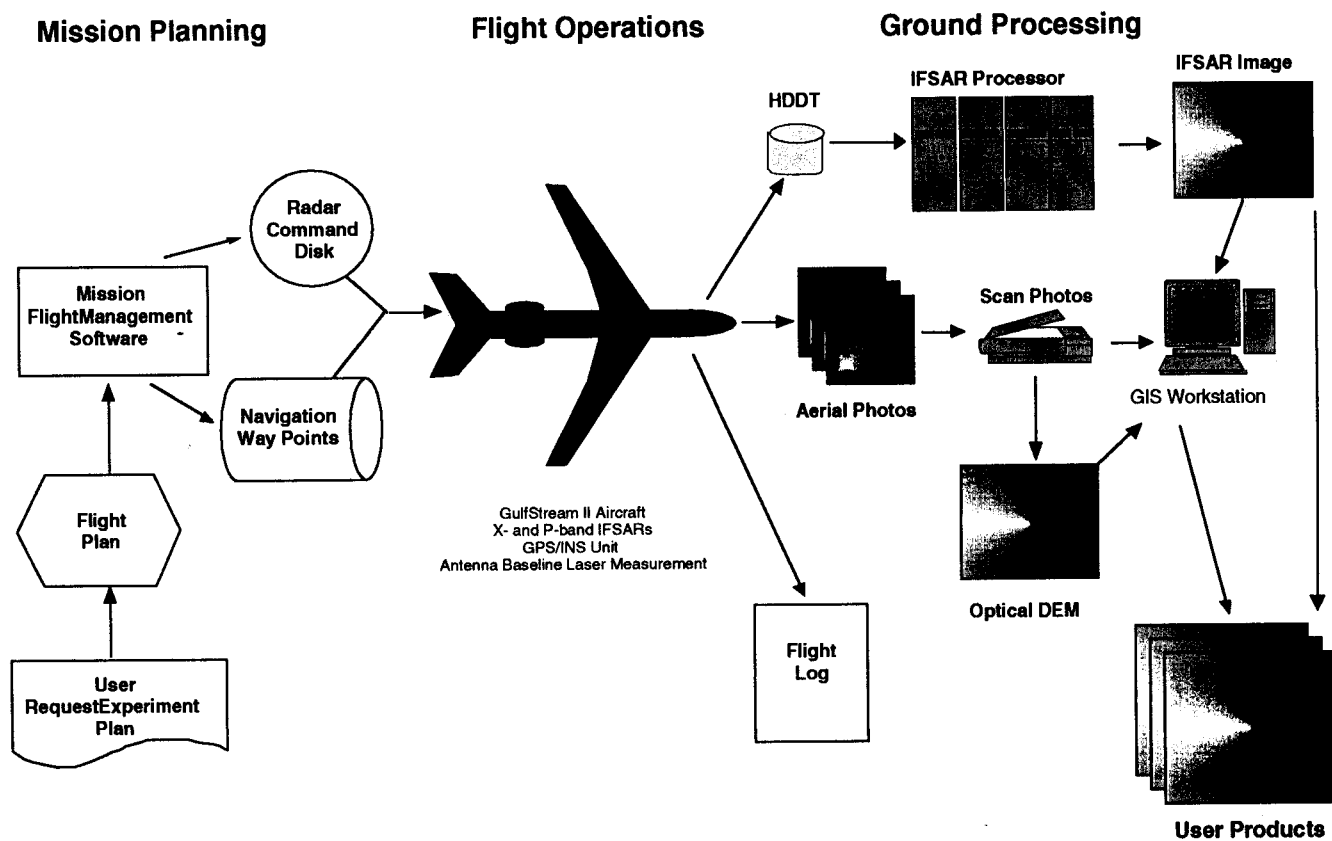 Mission Planning
Flight Operations
Ground Processing
HDDT
IFSAR Processor
IFSAR Image
Radar
Command
Disk
Mission
FlightManagement
Software
Navigation
Way Points
Flight
Plan
User
RequestExperiment
Plan
GulfStream II Aircraft
X- and P-band IFSARs
GPS/INS Unit
Antenna Baseline Laser Measurement
Aerial Photos
Scan Photos
GIS Workstation
Optical DEM
Flight
Log
User Products